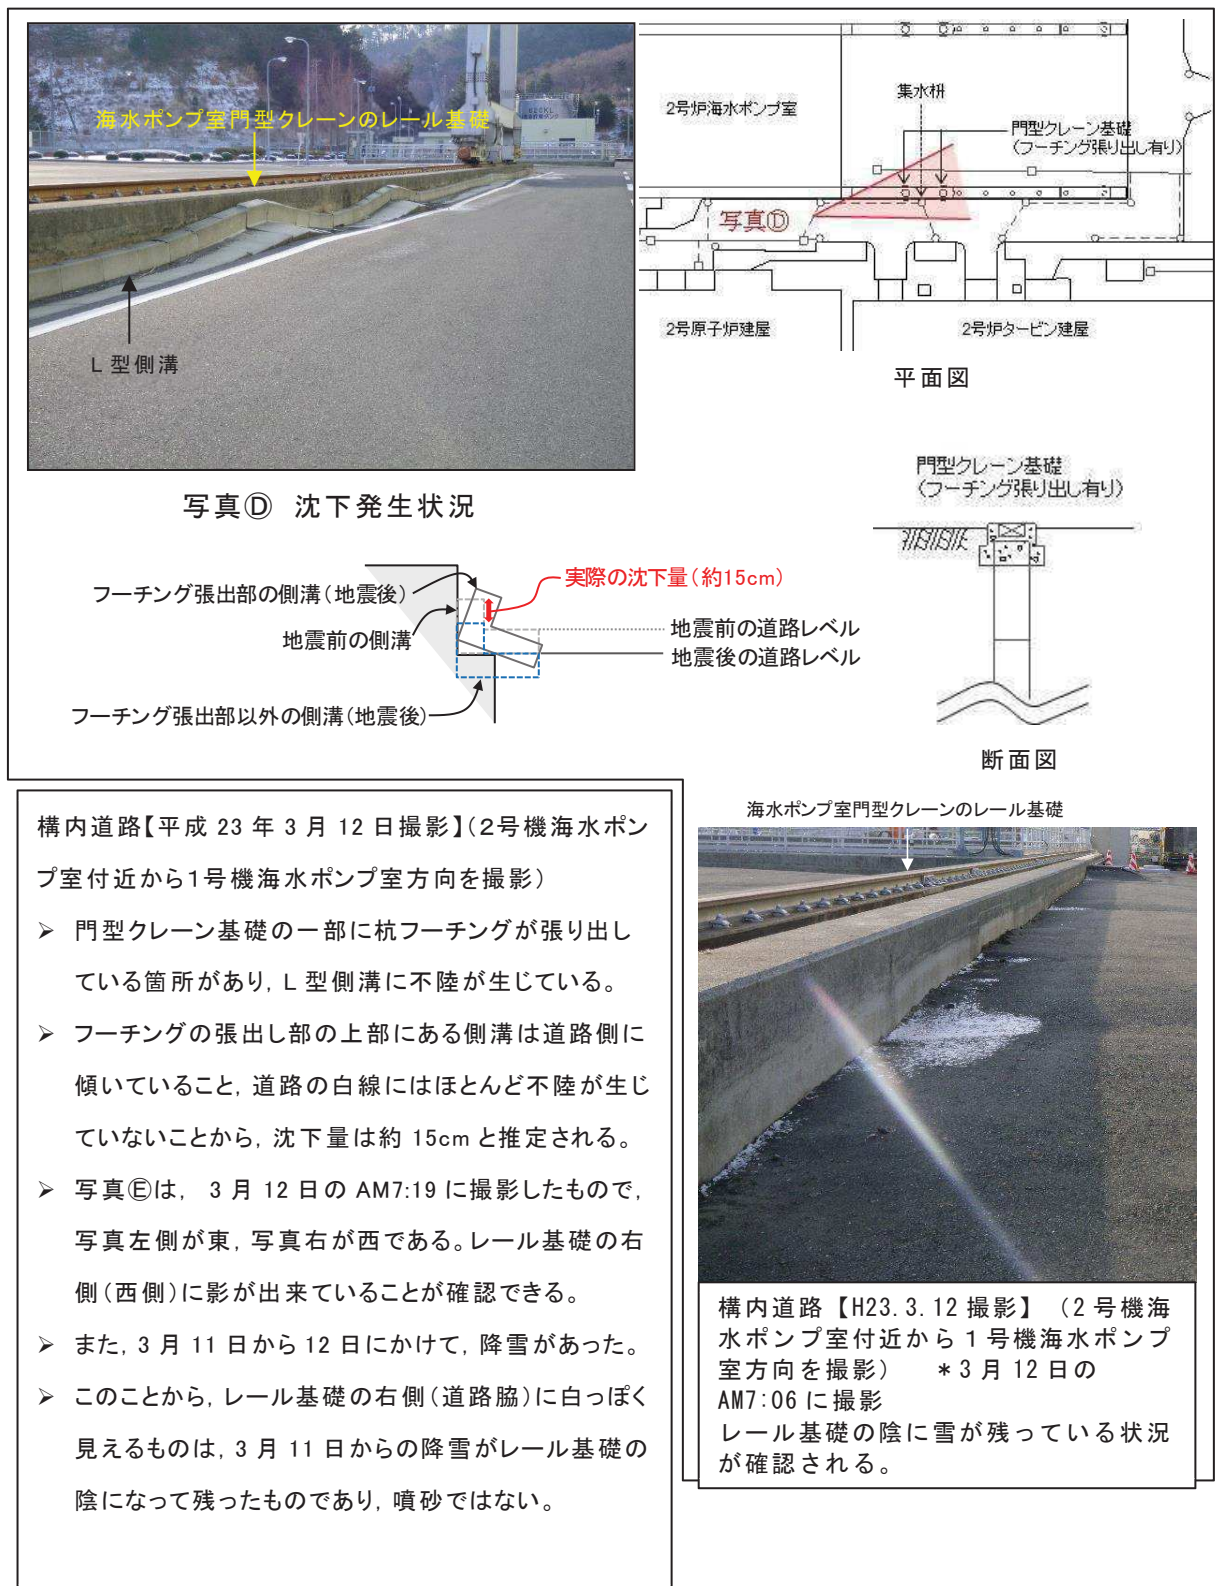 海水ポンプ室門型クレーンのレール基礎
L型側溝
写真Ⓓ 沈下発生状況
集水枡
2号炉海水ポンプ室
門型クレーン基礎
(フーチング張り出し有り)
写真Ⓓ
2号原子炉建屋
2号炉タービン建屋
平面図
門型クレーン基礎
(フーチング張り出し有り)
断面図
実際の沈下量(約15cm)
フーチング張出部の側溝(地震後)
地震前の側溝
地震前の道路レベル
地震後の道路レベル
フーチング張出部以外の側溝(地震後)
構内道路【平成 23 年 3 月 12 日撮影】(2号機海水ポン
プ室付近から1号機海水ポンプ室方向を撮影)
➢ 門型クレーン基礎の一部に杭フーチングが張り出し
ている箇所があり, L 型側溝に不陸が生じている。
➢ フーチングの張出し部の上部にある側溝は道路側に
傾いていること, 道路の白線にはほとんど不陸が生じ
ていないことから, 沈下量は約 15cm と推定される。
➢ 写真Ⓔは, 3 月 12 日の AM7:19 に撮影したもので,
写真左側が東, 写真右が西である。レール基礎の右
側(西側)に影が出来ていることが確認できる。
➢ また, 3 月 11 日から 12 日にかけて, 降雪があった。
➢ このことから, レール基礎の右側(道路脇)に白っぽく
見えるものは, 3 月 11 日からの降雪がレール基礎の
陰になって残ったものであり, 噴砂ではない。
海水ポンプ室門型クレーンのレール基礎
構内道路【H23.3.12 撮影】 (2 号機海
水ポンプ室付近から 1 号機海水ポンプ
室方向を撮影) *3 月 12 日の
AM7:06 に撮影
レール基礎の陰に雪が残っている状況
が確認される。